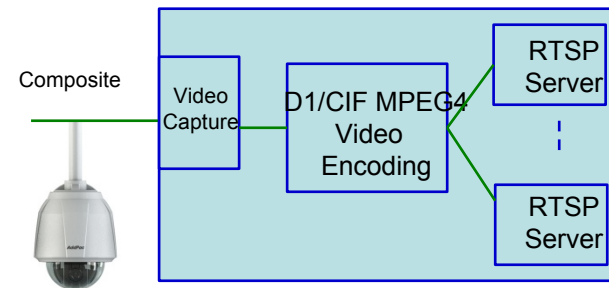 Composite
Video
Capture
D1/CIF MPEG4
Video
Encoding
RTSP
Server
RTSP
Server